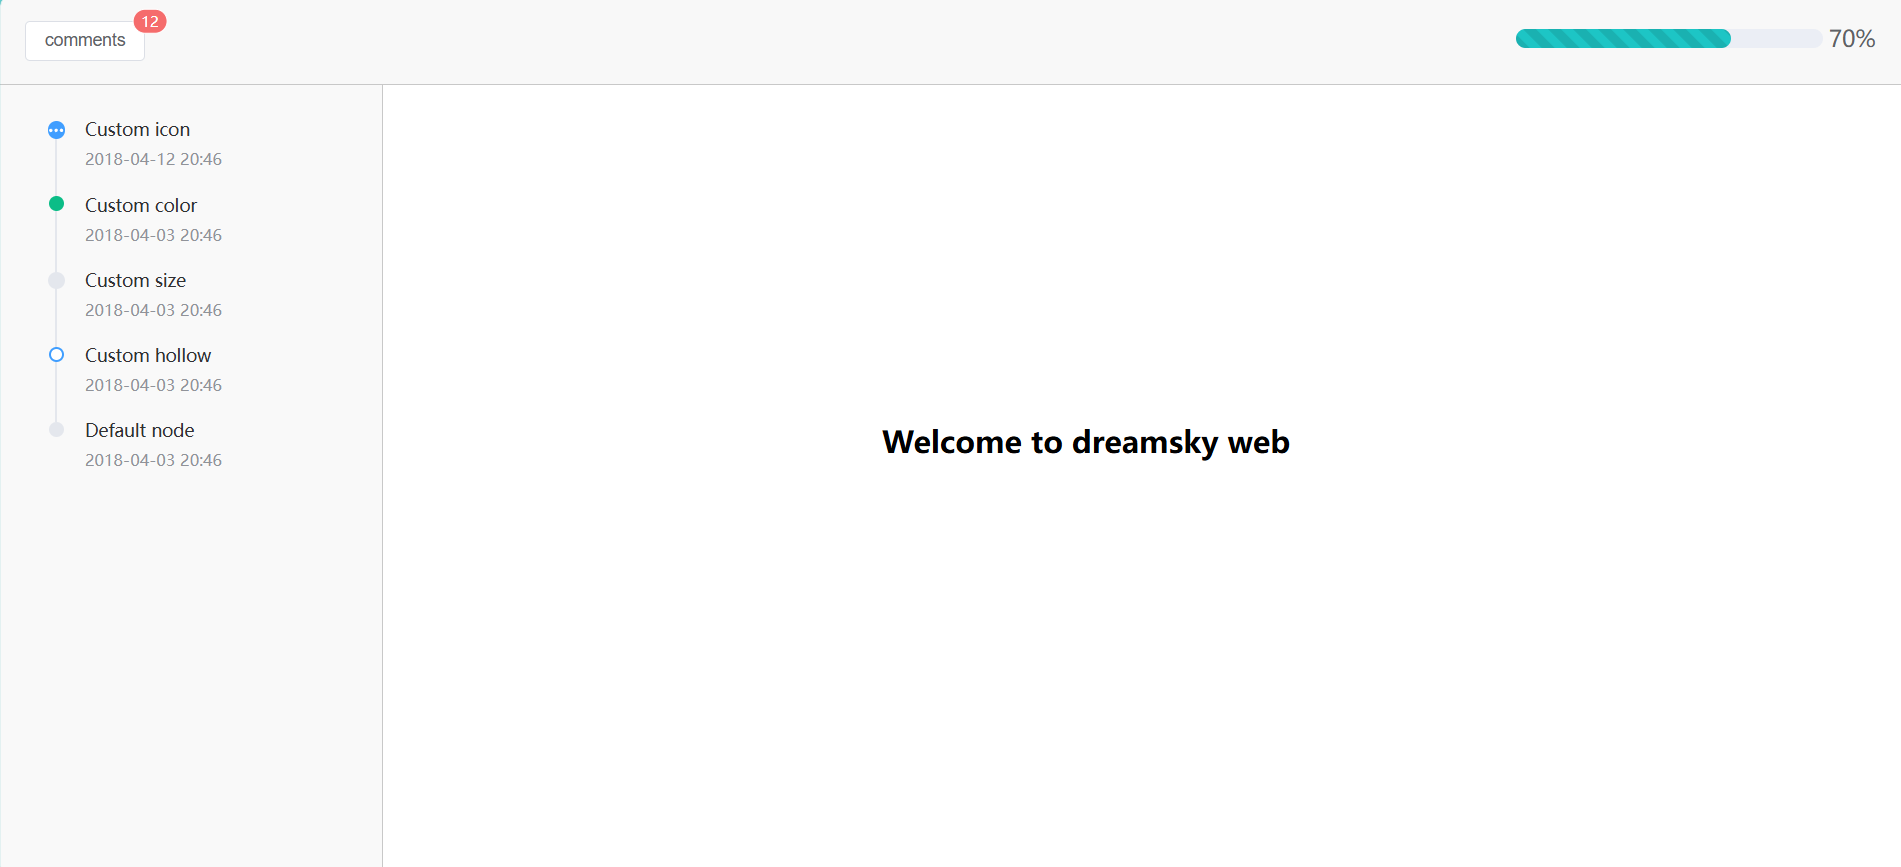 comments
12
70%
Custom icon
2018-04-12 20:46
Custom color
2018-04-03 20:46
Custom size
2018-04-03 20:46
Custom hollow
2018-04-03 20:46
Default node
2018-04-03 20:46
Welcome to dreamsky web